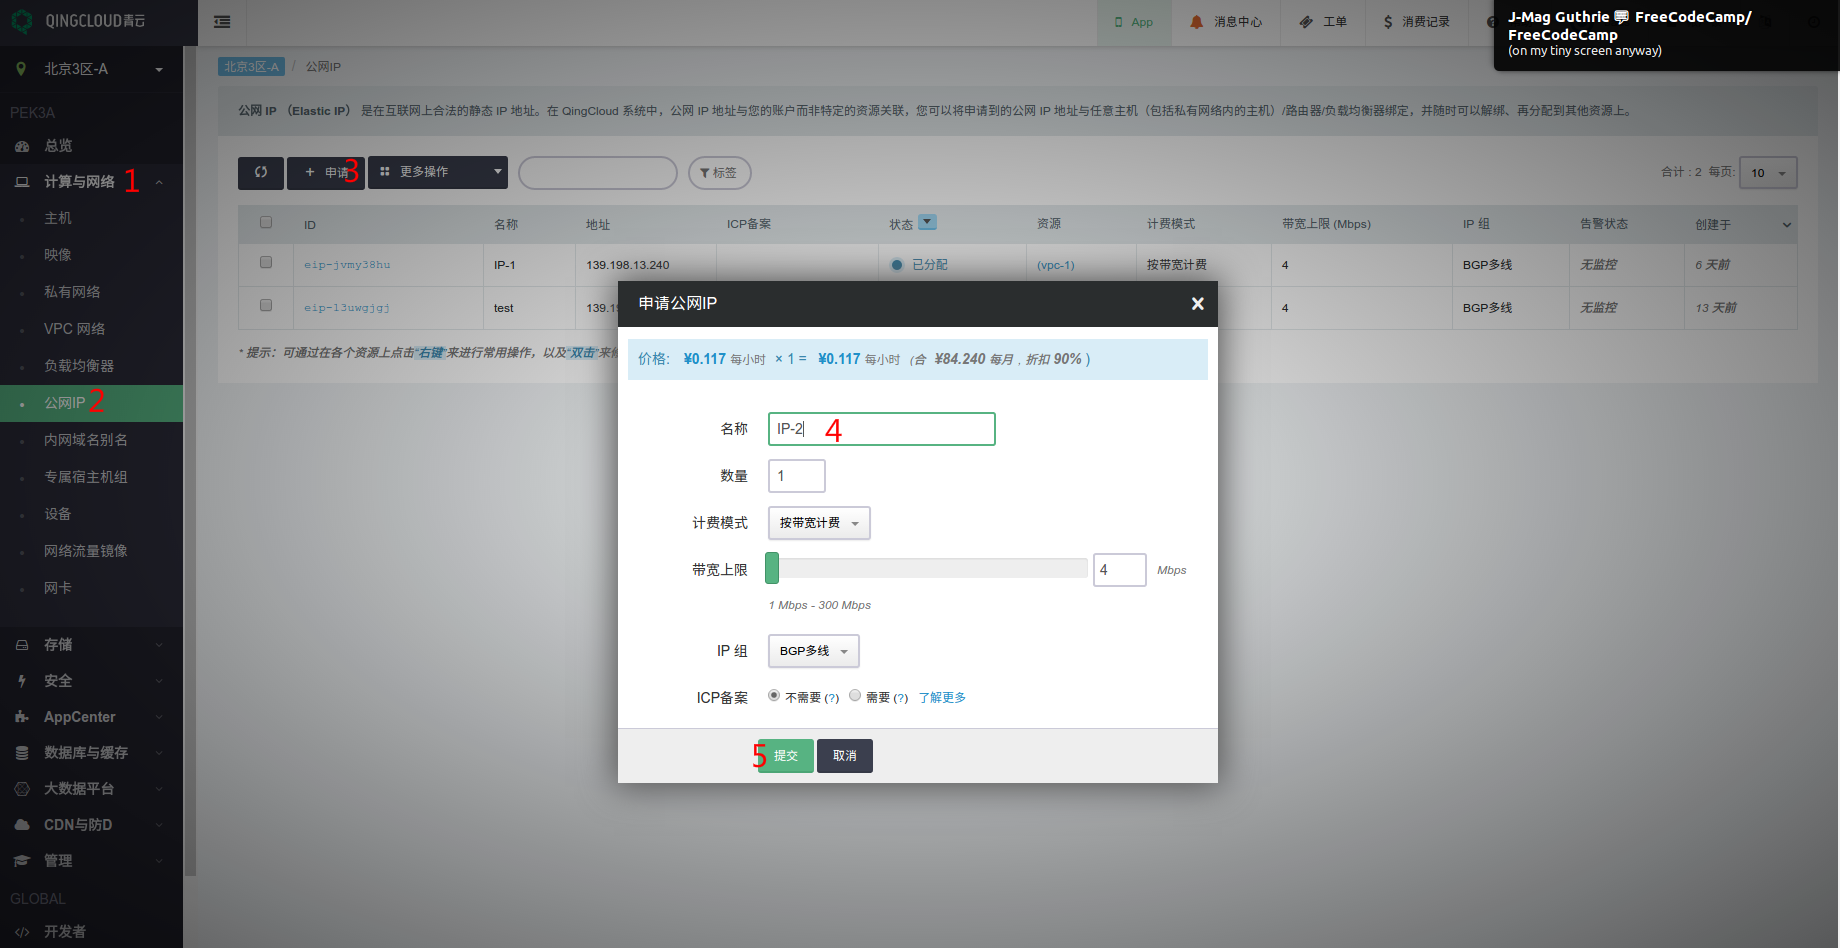 QINGCLOUD青云
App
消息中心
工单
$ 消费记录
J-Mag Guthrie 💬 FreeCodeCamp/
FreeCodeCamp
(on my tiny screen anyway)
北京3区-A
PEK3A
总览
计算与网络 1
主机
映像
私有网络
VPC 网络
负载均衡器
公网IP 2
内网域名别名
专属宿主机组
设备
网络流量镜像
网卡
存储
安全
AppCenter
数据库与缓存
大数据平台
CDN与防D
管理
GLOBAL
</> 开发者
北京3区-A / 公网IP
公网 IP （Elastic IP） 是在互联网上合法的静态 IP 地址。在 QingCloud 系统中，公网 IP 地址与您的账户而非特定的资源关联，您可以将申请到的公网 IP 地址与任意主机（包括私有网络内的主机）/路由器/负载均衡器绑定，并随时可以解绑、再分配到其他资源上。
+ 申请 3 更多操作 标签 合计 : 2 每页: 10
ID 名称 地址 ICP备案 状态 资源 计费模式 带宽上限 (Mbps) IP 组 告警状态 创建于
eip-jvmy38hu IP-1 139.198.13.240 已分配 (vpc-1) 按带宽计费 4 BGP多线 无监控 6 天前
eip-l3uwgjgj test 139.1 4 BGP多线 无监控 13 天前
* 提示：可通过在各个资源上点击“右键”来进行常用操作，以及“双击”来
申请公网IP ×
价格: ¥0.117 每小时 × 1 = ¥0.117 每小时 (合 ¥84.240 每月 , 折扣 90% )
名称 IP-2 4
数量 1
计费模式 按带宽计费
带宽上限 4 Mbps
1 Mbps - 300 Mbps
IP 组 BGP多线
ICP备案 不需要 (?) 需要 (?) 了解更多
5 提交 取消